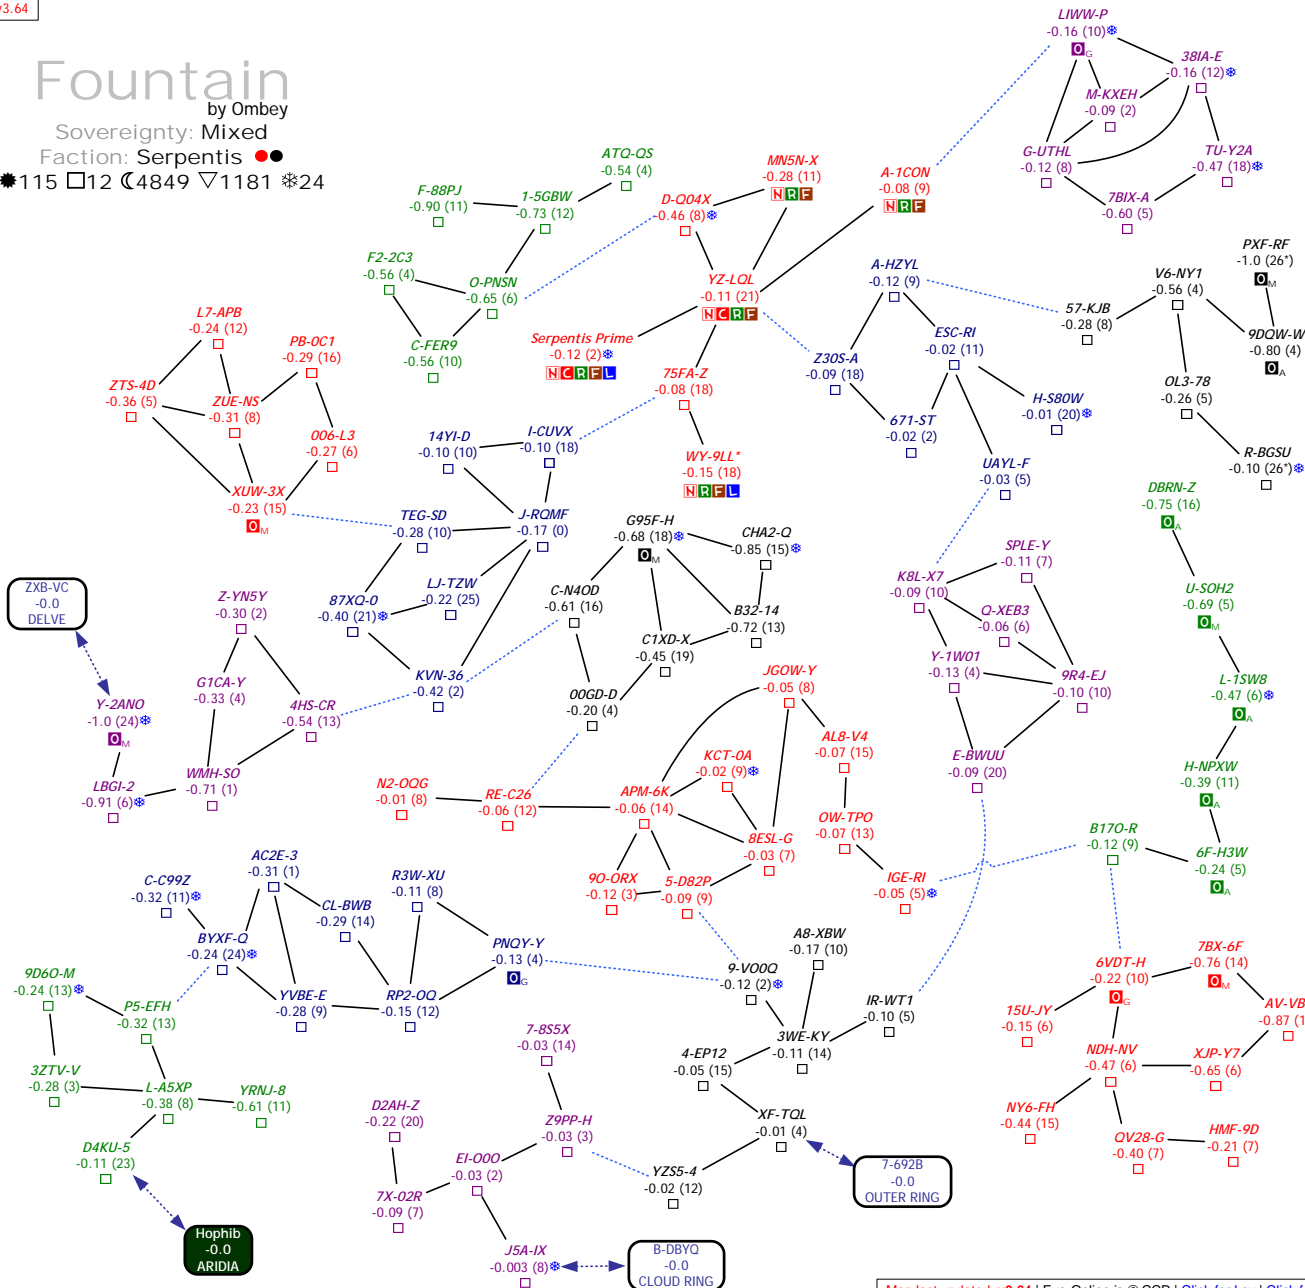 v3.64
Fountain
by Ombey
Sovereignty: Mixed
Faction: Serpentis
115 12 4849 1181 24
LIWW-P
-0.16 (10)
0G
38IA-E
-0.16 (12)
M-KXEH
-0.09 (2)
G-UTHL
-0.12 (8)
TU-Y2A
-0.47 (18)
7BIX-A
-0.60 (5)
ATQ-QS
-0.54 (4)
F-88PJ
-0.90 (11)
1-5GBW
-0.73 (12)
F2-2C3
-0.56 (4)
O-PNSN
-0.65 (6)
C-FER9
-0.56 (10)
MN5N-X
-0.28 (11)
N R F
D-Q04X
-0.46 (8)
A-1CON
-0.08 (9)
N R F
YZ-LQL
-0.11 (21)
N C R F
Serpentis Prime
-0.12 (2)
N C R F L
75FA-Z
-0.08 (18)
WY-9LL*
-0.15 (18)
N R F L
A-HZYL
-0.12 (9)
ESC-RI
-0.02 (11)
Z30S-A
-0.09 (18)
671-ST
-0.02 (2)
H-S80W
-0.01 (20)
UAYL-F
-0.03 (5)
PXF-RF
-1.0 (26*)
0M
V6-NY1
-0.56 (4)
57-KJB
-0.28 (8)
9DQW-W
-0.80 (4)
0A
OL3-78
-0.26 (5)
R-BGSU
-0.10 (26*)
L7-APB
-0.24 (12)
PB-0C1
-0.29 (16)
ZTS-4D
-0.36 (5)
ZUE-NS
-0.31 (8)
006-L3
-0.27 (6)
XUW-3X
-0.23 (15)
0M
14YI-D
-0.10 (10)
I-CUVX
-0.10 (18)
TEG-SD
-0.28 (10)
J-RQMF
-0.17 (0)
LJ-TZW
-0.22 (25)
87XQ-0
-0.40 (21)
KVN-36
-0.42 (2)
G95F-H
-0.68 (18)
0M
CHA2-Q
-0.85 (15)
C-N4OD
-0.61 (16)
B32-14
-0.72 (13)
C1XD-X
-0.45 (19)
00GD-D
-0.20 (4)
DBRN-Z
-0.75 (16)
0A
U-SOH2
-0.69 (5)
0M
L-1SW8
-0.47 (6)
0A
H-NPXW
-0.39 (11)
0A
B17O-R
-0.12 (9)
6F-H3W
-0.24 (5)
0A
SPLE-Y
-0.11 (7)
K8L-X7
-0.09 (10)
Q-XEB3
-0.06 (6)
Y-1W01
-0.13 (4)
9R4-EJ
-0.10 (10)
E-BWUU
-0.09 (20)
ZXB-VC
-0.0
DELVE
Z-YN5Y
-0.30 (2)
G1CA-Y
-0.33 (4)
4HS-CR
-0.54 (13)
Y-2ANO
-1.0 (24)
0M
LBGI-2
-0.91 (6)
WMH-SO
-0.71 (1)
JGOW-Y
-0.05 (8)
AL8-V4
-0.07 (15)
KCT-0A
-0.02 (9)
N2-OQG
-0.01 (8)
RE-C26
-0.06 (12)
APM-6K
-0.06 (14)
OW-TPO
-0.07 (13)
8ESL-G
-0.03 (7)
9O-ORX
-0.12 (3)
5-D82P
-0.09 (9)
IGE-RI
-0.05 (5)
AC2E-3
-0.31 (1)
C-C99Z
-0.32 (11)
R3W-XU
-0.11 (8)
CL-BWB
-0.29 (14)
BYXF-Q
-0.24 (24)
PNQY-Y
-0.13 (4)
0G
YVBE-E
-0.28 (9)
RP2-OQ
-0.15 (12)
9D6O-M
-0.24 (13)
P5-EFH
-0.32 (13)
3ZTV-V
-0.28 (3)
L-A5XP
-0.38 (8)
YRNJ-8
-0.61 (11)
D4KU-5
-0.11 (23)
Hophib
-0.0
ARIDIA
A8-XBW
-0.17 (10)
9-VO0Q
-0.12 (2)
IR-WT1
-0.10 (5)
3WE-KY
-0.11 (14)
4-EP12
-0.05 (15)
XF-TQL
-0.01 (4)
YZS5-4
-0.02 (12)
7-692B
-0.0
OUTER RING
7-8S5X
-0.03 (14)
D2AH-Z
-0.22 (20)
Z9PP-H
-0.03 (3)
EI-O0O
-0.03 (2)
7X-02R
-0.09 (7)
J5A-IX
-0.003 (8)
B-DBYQ
-0.0
CLOUD RING
7BX-6F
-0.76 (14)
0M
6VDT-H
-0.22 (10)
0G
15U-JY
-0.15 (6)
AV-VB
-0.87 (1
NDH-NV
-0.47 (6)
XJP-Y7
-0.65 (6)
NY6-FH
-0.44 (15)
QV28-G
-0.40 (7)
HMF-9D
-0.21 (7)